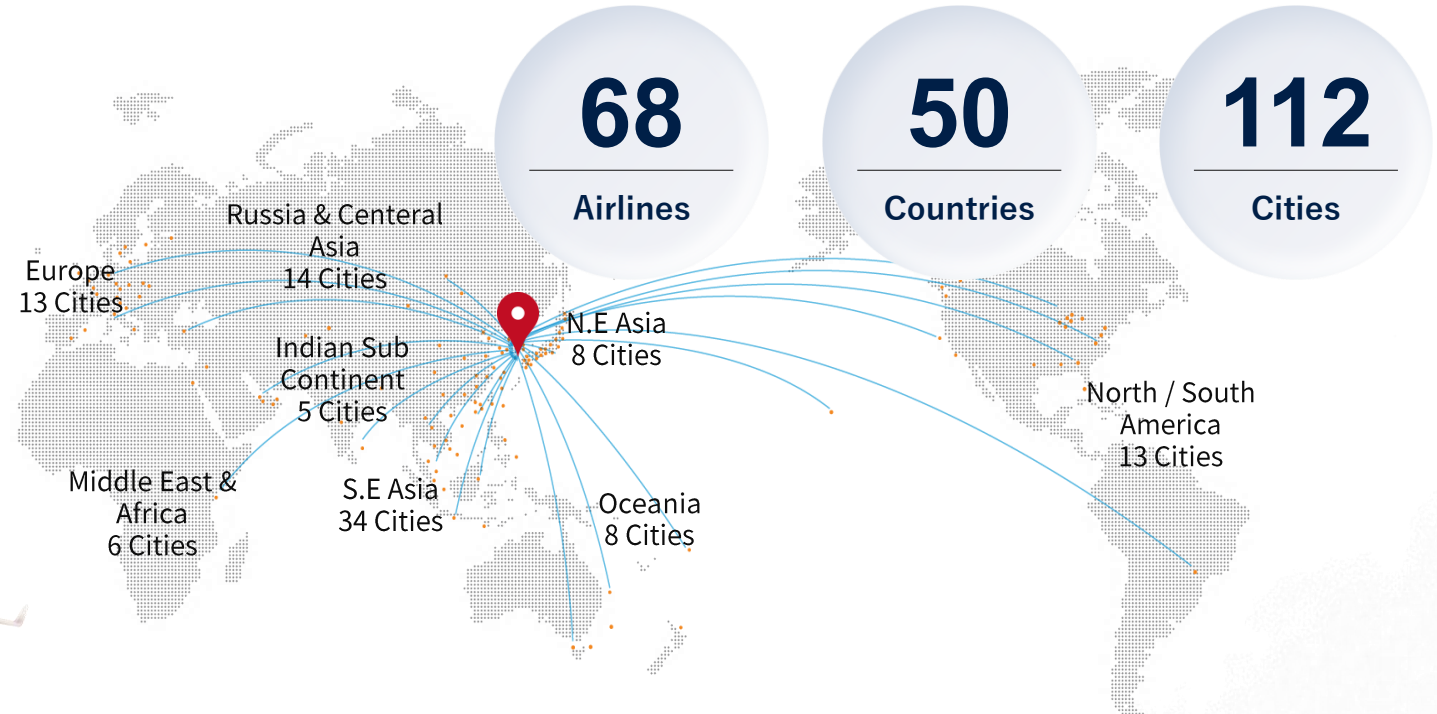 68
Airlines
50
Countries
112
Cities
Russia & Centeral
Asia
14 Cities
Europe
13 Cities
N.E Asia
8 Cities
Indian Sub
Continent
5 Cities
North / South
America
13 Cities
Middle East &
Africa
6 Cities
S.E Asia
34 Cities
Oceania
8 Cities